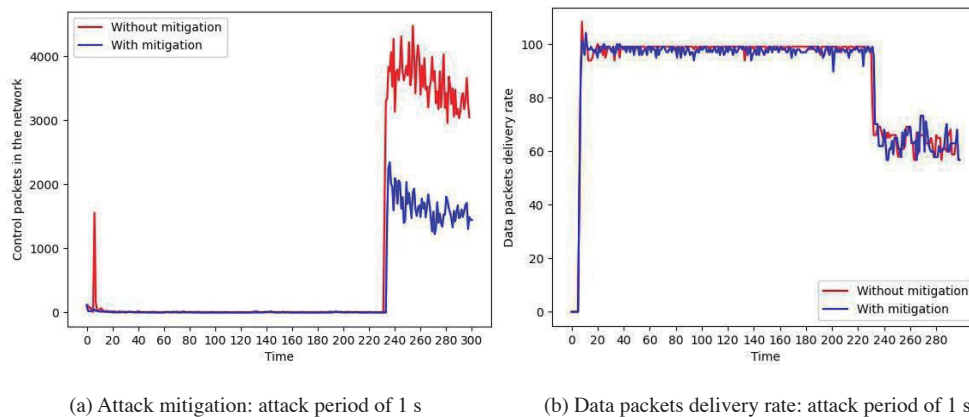 Without mitigation
With mitigation
Control packets in the network
4000
3000
2000
1000
0
0 20 40 60 80 100 120 140 160 180 200 220 240 260 280 300
Time
(a) Attack mitigation: attack period of 1 s
Data packets delivery rate
100
80
60
40
20
0
Without mitigation
With mitigation
0 20 40 60 80 100 120 140 160 180 200 220 240 260 280
Time
(b) Data packets delivery rate: attack period of 1 s